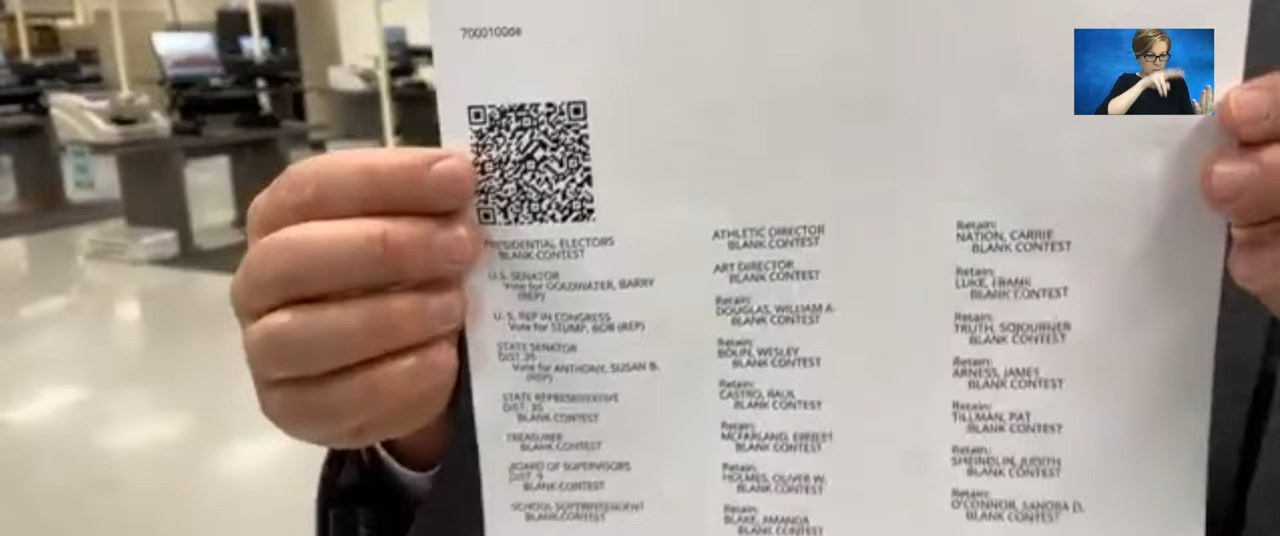 7000100de
PRESIDENTIAL ELECTORS
BLANK CONTEST
U.S. SENATOR
Vote for GOLDWATER, BARRY
(REP)
U. S. REP IN CONGRESS
Vote for STUMP, BOB (REP)
STATE SENATOR
DIST. 35
Vote for ANTHONY, SUSAN B.
(REP)
STATE REPRESENTATIVE
DIST. 35
BLANK CONTEST
TREASURER
BLANK CONTEST
BOARD OF SUPERVISORS
DIST. 9
BLANK CONTEST
SCHOOL SUPERINTENDENT
BLANK CONTEST
ATHLETIC DIRECTOR
BLANK CONTEST
ART DIRECTOR
BLANK CONTEST
Retain:
DOUGLAS, WILLIAM A.
BLANK CONTEST
Retain:
BOLIN, WESLEY
BLANK CONTEST
Retain:
CASTRO, RAUL
BLANK CONTEST
Retain:
MCFARLAND, ERNEST
BLANK CONTEST
Retain:
HOLMES, OLIVER W.
BLANK CONTEST
Retain:
BLAKE, AMANDA
BLANK CONTEST
Retain:
NATION, CARRIE
BLANK CONTEST
Retain:
LUKE, FRANK
BLANK CONTEST
Retain:
TRUTH, SOJOURNER
BLANK CONTEST
Retain:
ARNESS, JAMES
BLANK CONTEST
Retain:
TILLMAN, PAT
BLANK CONTEST
Retain:
SHEINDLIN, JUDITH
BLANK CONTEST
Retain:
O'CONNOR, SANDRA D.
BLANK CONTEST